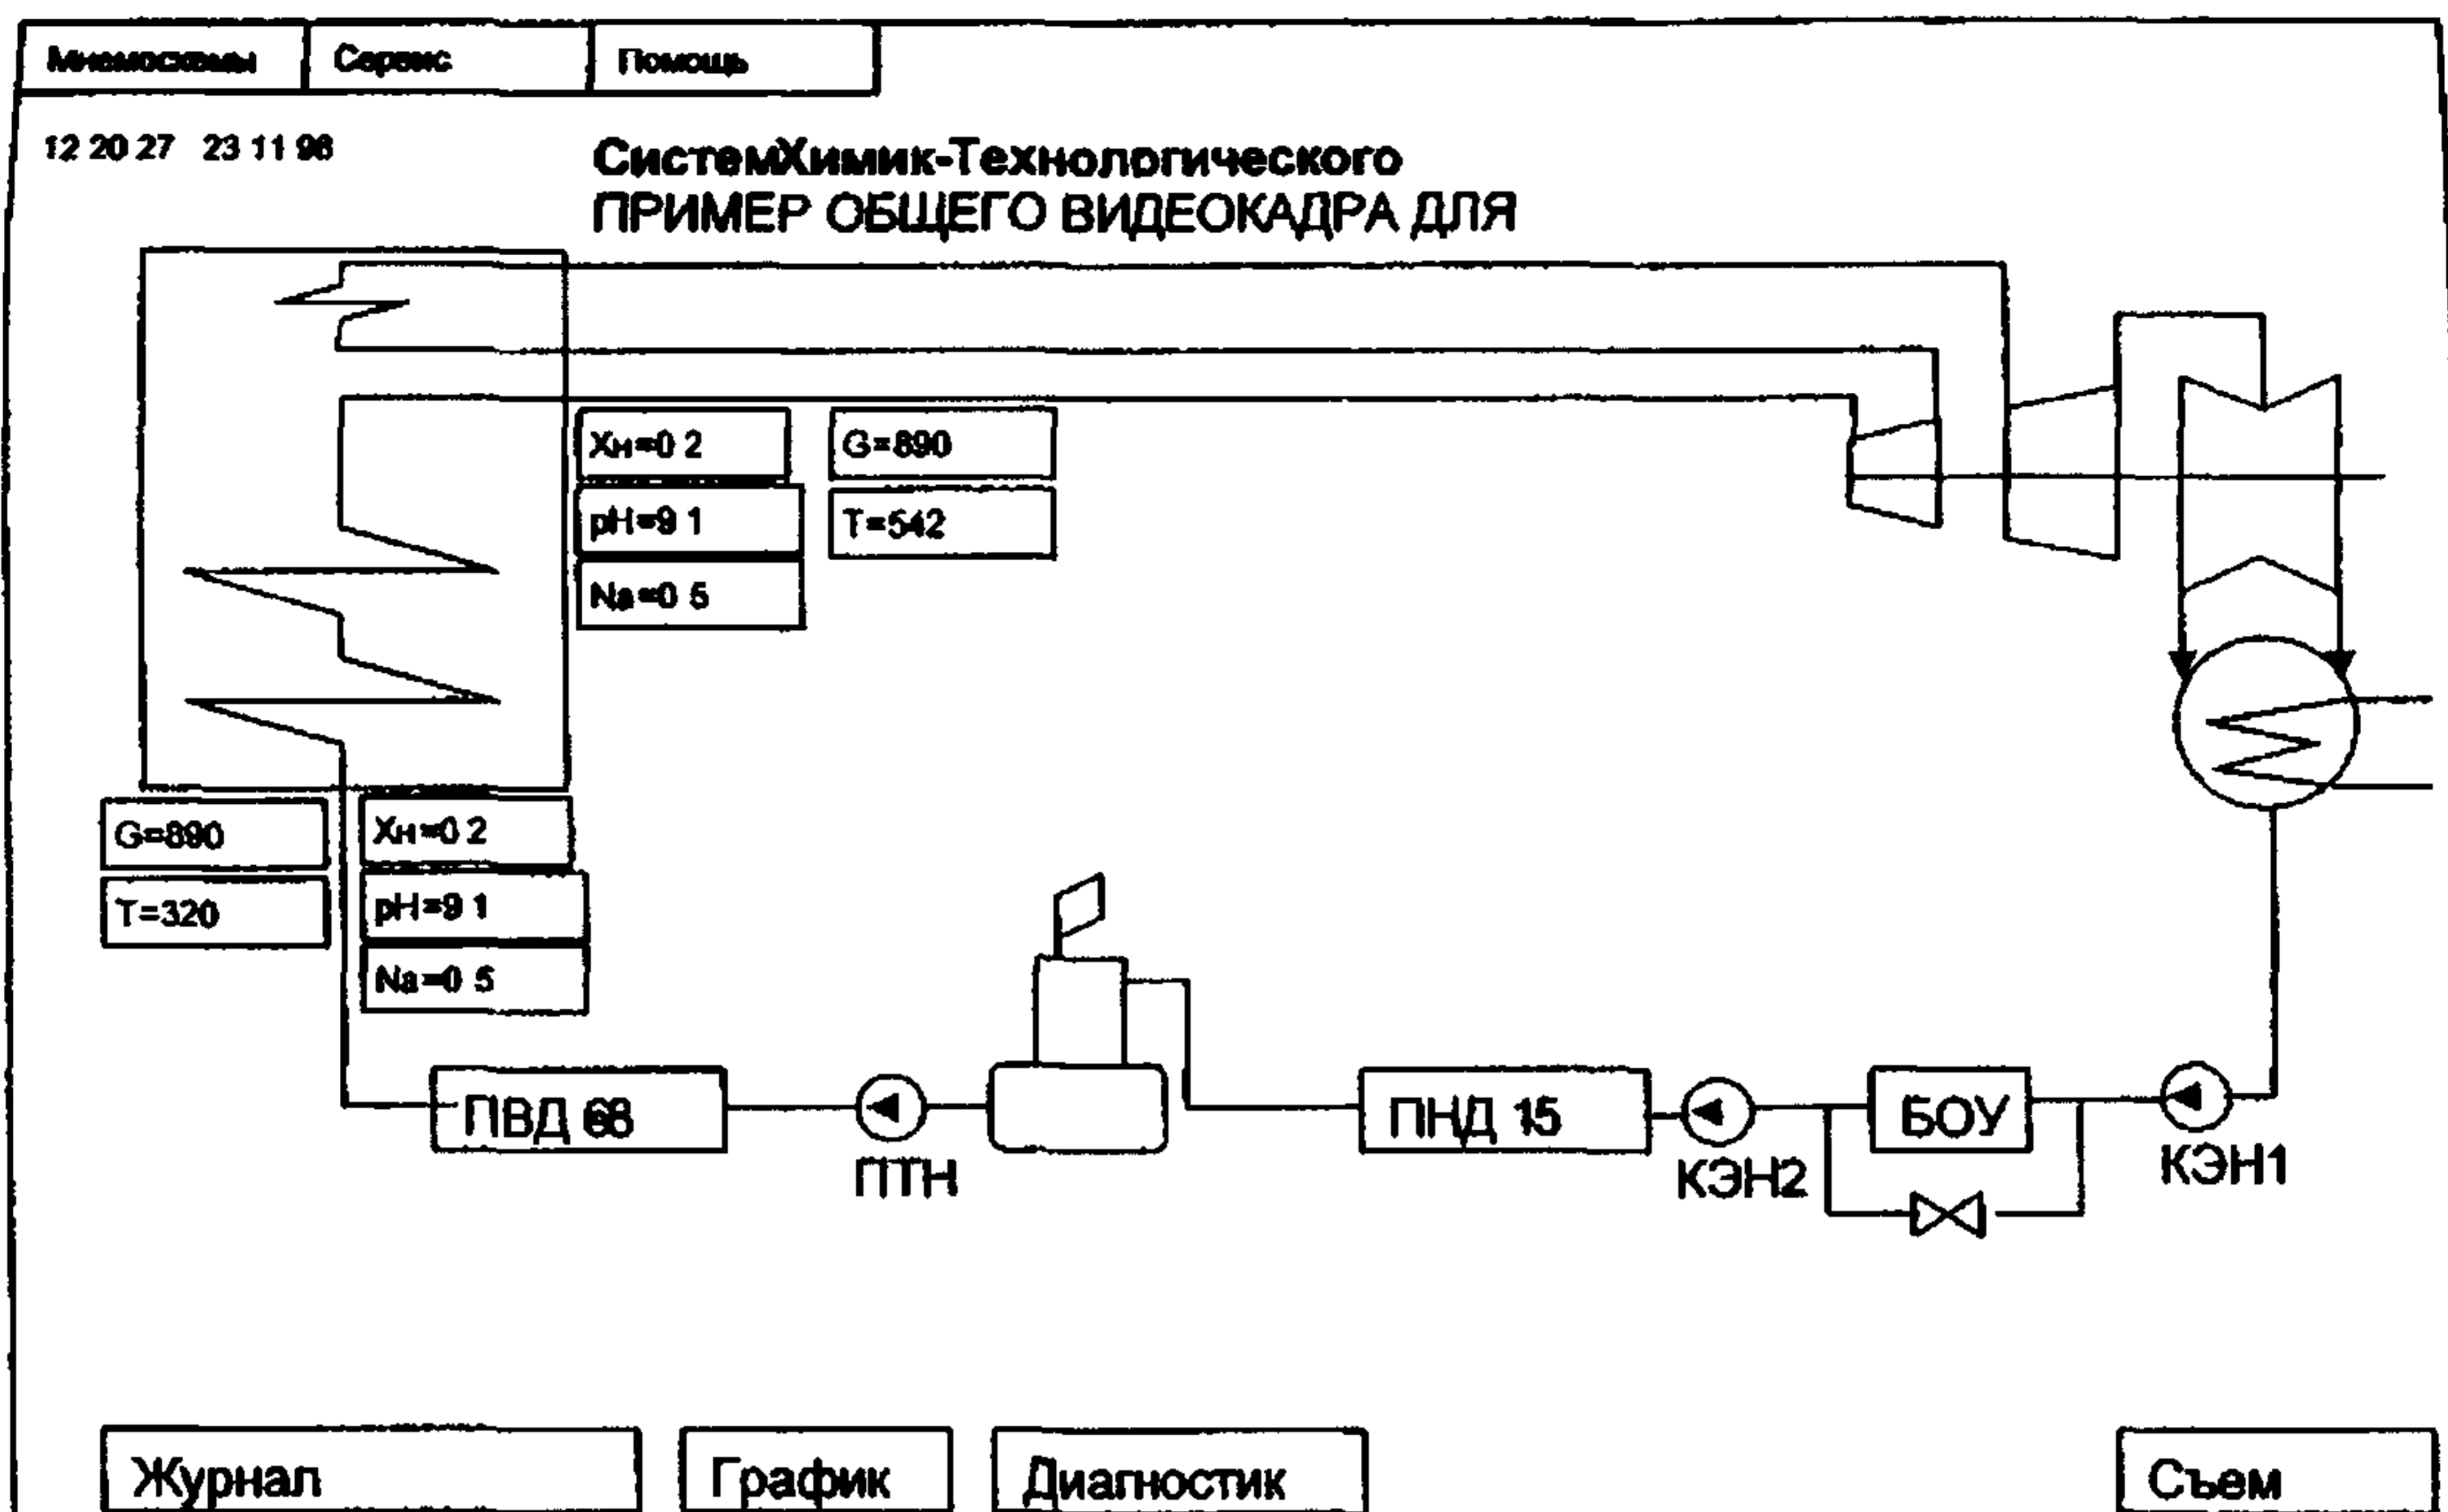 Мнемосхемы Сервис Помощь
12 20 27 23 11 98
СистемХимик-Технологического
ПРИМЕР ОБЩЕГО ВИДЕОКАДРА ДЛЯ
Хн=0 2 G=890
рН=9 1 Т=542
Na=0 5
G=890 Хн=0 2
Т=320 рН=9 1
Na=0 5
ПВД 68 ПНД 15 БОУ
ПТН КЭН2 КЭН1
Журнал График Диагностик Съем